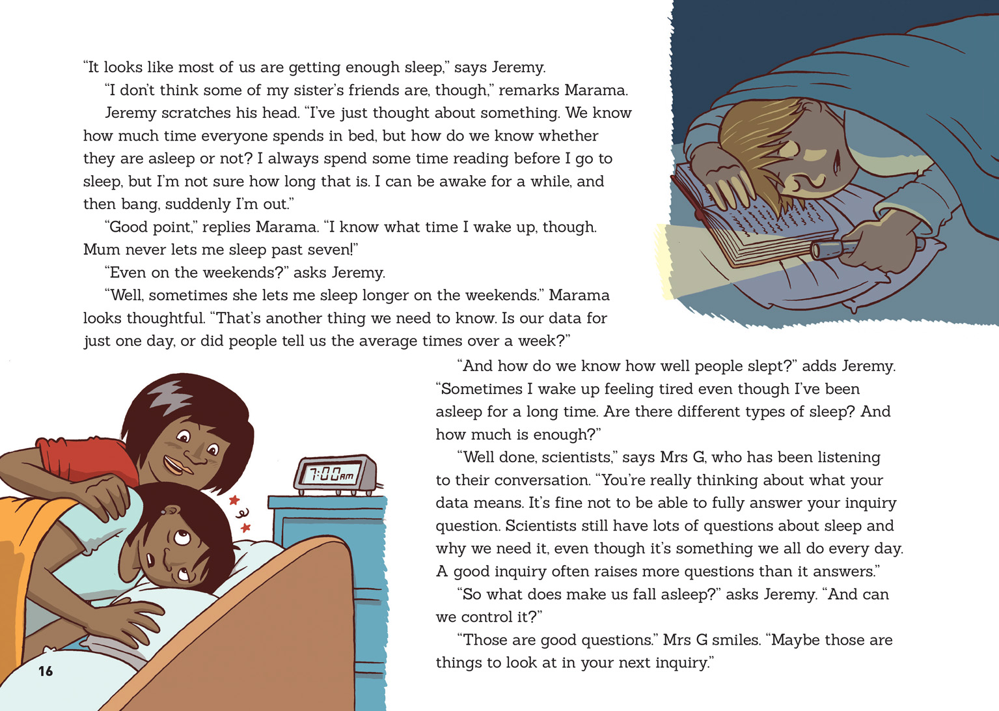 “It looks like most of us are getting enough sleep,” says Jeremy.
“I don’t think some of my sister’s friends are, though,” remarks Marama.
Jeremy scratches his head. “I’ve just thought about something. We know
how much time everyone spends in bed, but how do we know whether
they are asleep or not? I always spend some time reading before I go to
sleep, but I’m not sure how long that is. I can be awake for a while, and
then bang, suddenly I’m out.”
“Good point,” replies Marama. “I know what time I wake up, though.
Mum never lets me sleep past seven!”
“Even on the weekends?” asks Jeremy.
“Well, sometimes she lets me sleep longer on the weekends.” Marama
looks thoughtful. “That’s another thing we need to know. Is our data for
just one day, or did people tell us the average times over a week?”
“And how do we know how well people slept?” adds Jeremy.
“Sometimes I wake up feeling tired even though I’ve been
asleep for a long time. Are there different types of sleep? And
how much is enough?”
“Well done, scientists,” says Mrs G, who has been listening
to their conversation. “You’re really thinking about what your
data means. It’s fine not to be able to fully answer your inquiry
question. Scientists still have lots of questions about sleep and
why we need it, even though it’s something we all do every day.
A good inquiry often raises more questions than it answers.”
“So what does make us fall asleep?” asks Jeremy. “And can
we control it?”
“Those are good questions.” Mrs G smiles. “Maybe those are
things to look at in your next inquiry.”
7:00AM
16